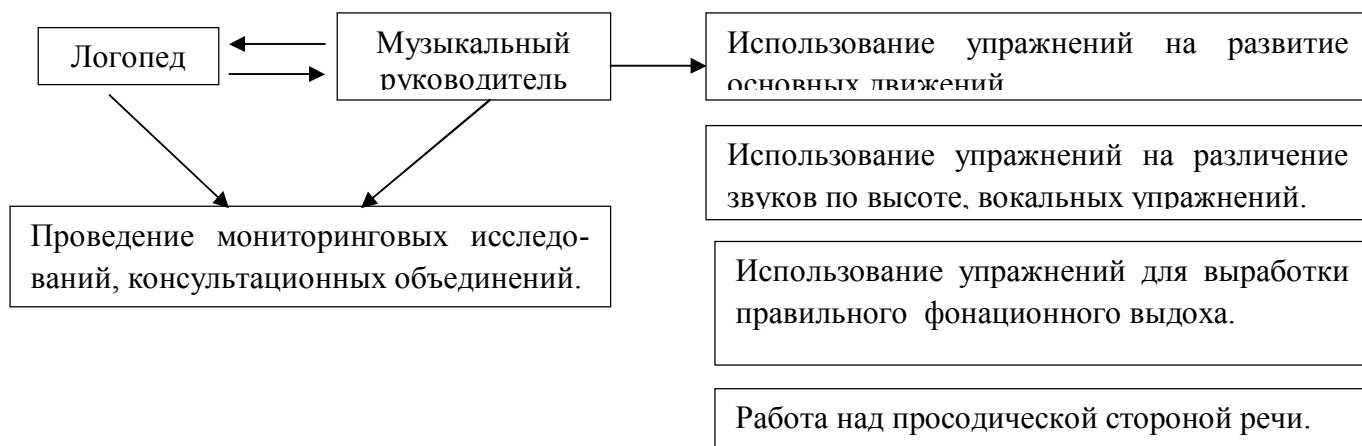 Логопед
Музыкальный
руководитель
Использование упражнений на развитие
основных движений
Использование упражнений на различение
звуков по высоте, вокальных упражнений.
Проведение мониторинговых исследо-
ваний, консультационных объединений.
Использование упражнений для выработки
правильного фонационного выдоха.
Работа над просодической стороной речи.